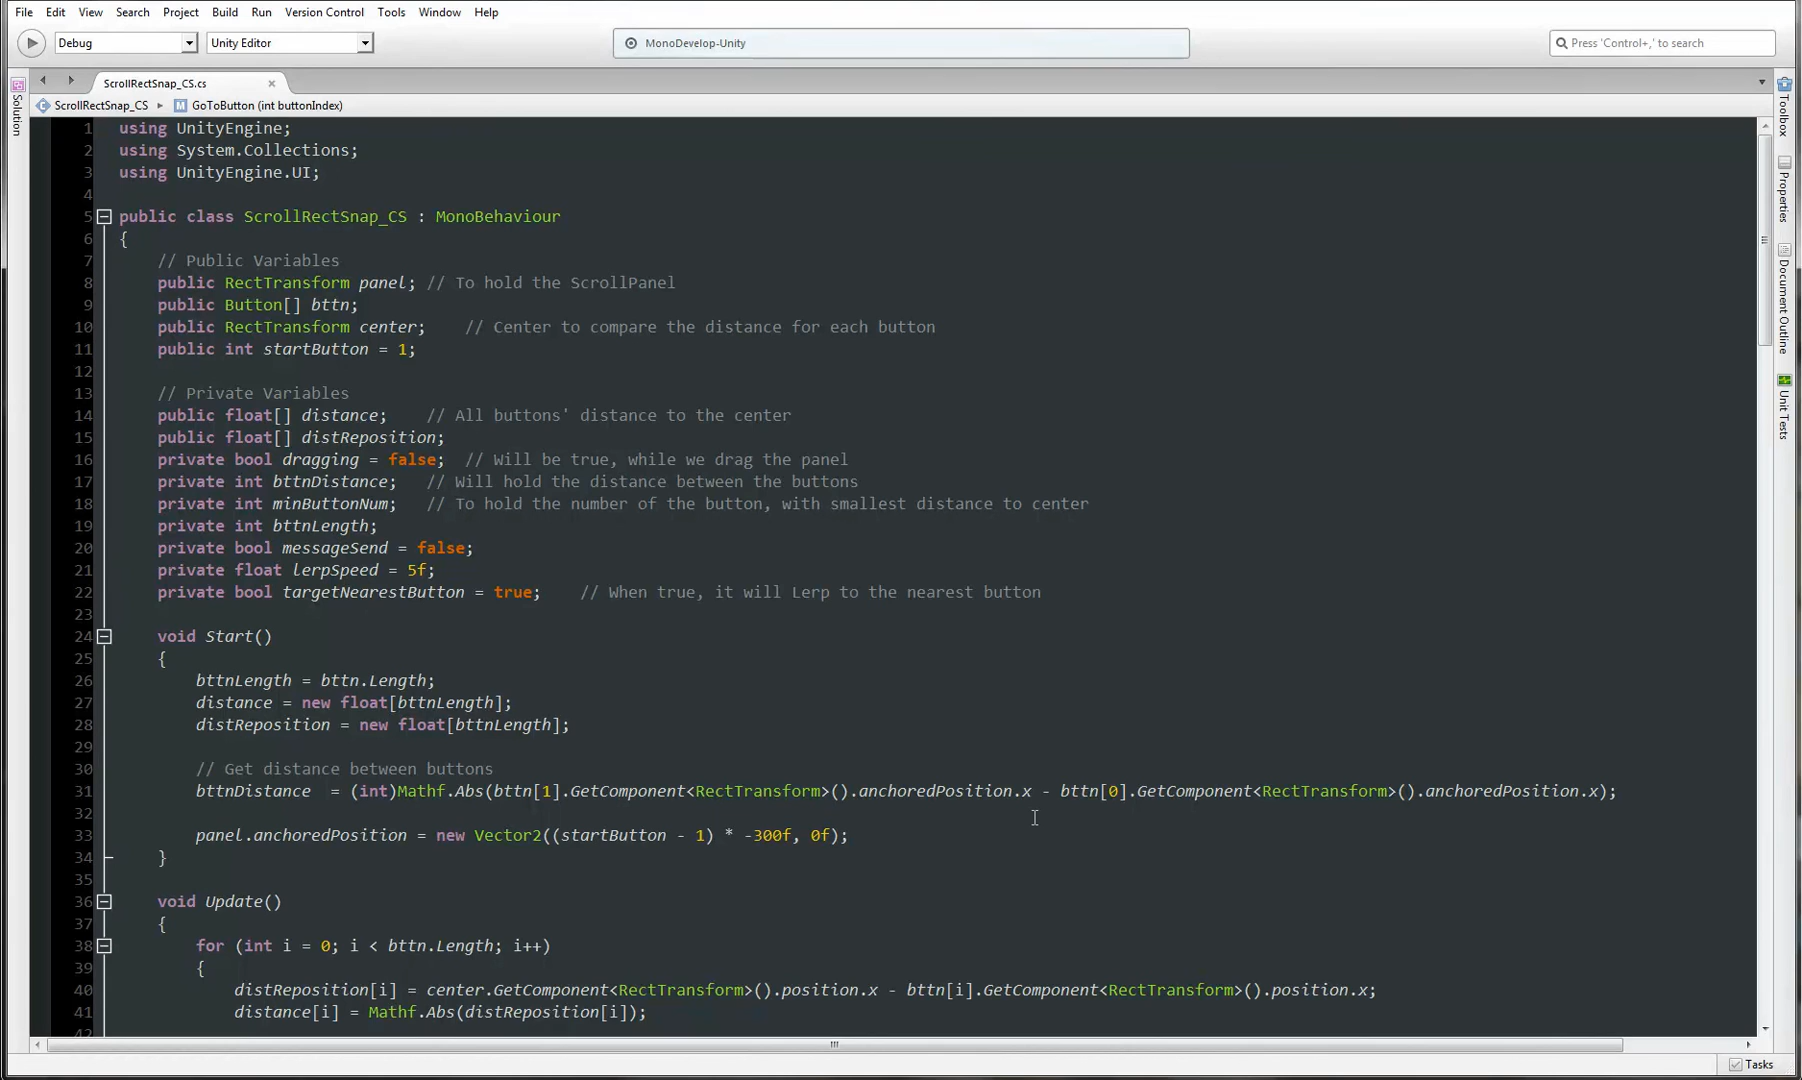 File Edit View Search Project Build Run Version Control Tools Window Help
Debug Unity Editor MonoDevelop-Unity Press 'Control+,' to search
ScrollRectSnap_CS.cs
ScrollRectSnap_CS GoToButton (int buttonIndex)
Solution
Toolbox
Properties
Document Outline
Unit Tests
1 using UnityEngine;
2 using System.Collections;
3 using UnityEngine.UI;
4
5 public class ScrollRectSnap_CS : MonoBehaviour
6 {
7 // Public Variables
8 public RectTransform panel; // To hold the ScrollPanel
9 public Button[] bttn;
10 public RectTransform center; // Center to compare the distance for each button
11 public int startButton = 1;
12
13 // Private Variables
14 public float[] distance; // All buttons' distance to the center
15 public float[] distReposition;
16 private bool dragging = false; // Will be true, while we drag the panel
17 private int bttnDistance; // Will hold the distance between the buttons
18 private int minButtonNum; // To hold the number of the button, with smallest distance to center
19 private int bttnLength;
20 private bool messageSend = false;
21 private float lerpSpeed = 5f;
22 private bool targetNearestButton = true; // When true, it will Lerp to the nearest button
23
24 void Start()
25 {
26 bttnLength = bttn.Length;
27 distance = new float[bttnLength];
28 distReposition = new float[bttnLength];
29
30 // Get distance between buttons
31 bttnDistance = (int)Mathf.Abs(bttn[1].GetComponent<RectTransform>().anchoredPosition.x - bttn[0].GetComponent<RectTransform>().anchoredPosition.x);
32
33 panel.anchoredPosition = new Vector2((startButton - 1) * -300f, 0f);
34 }
35
36 void Update()
37 {
38 for (int i = 0; i < bttn.Length; i++)
39 {
40 distReposition[i] = center.GetComponent<RectTransform>().position.x - bttn[i].GetComponent<RectTransform>().position.x;
41 distance[i] = Mathf.Abs(distReposition[i]);
42
Tasks